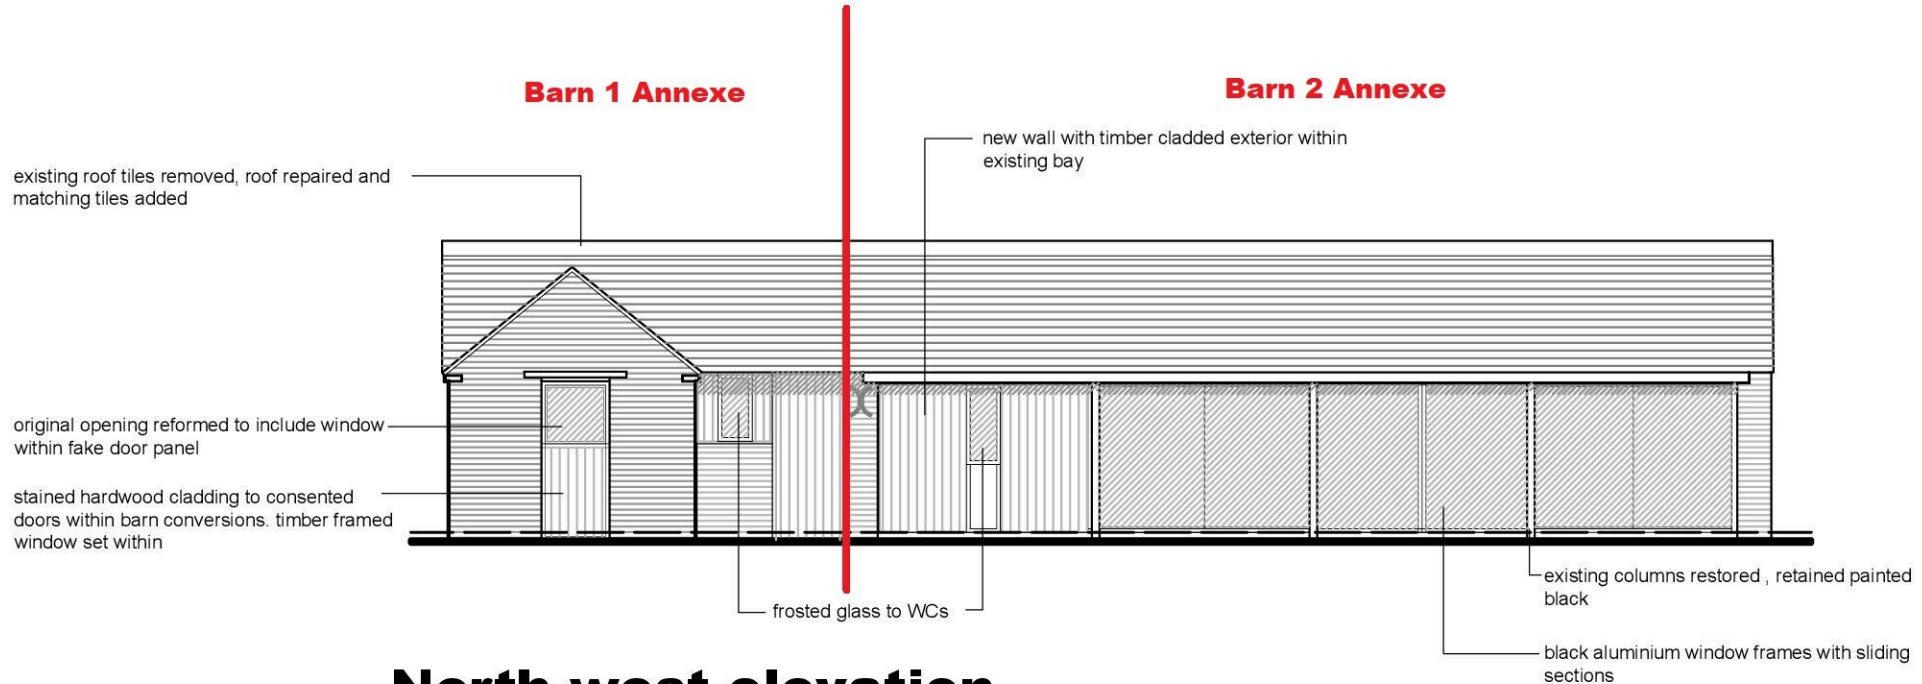 Barn 1 Annexe
Barn 2 Annexe
new wall with timber cladded exterior within
existing bay
existing roof tiles removed, roof repaired and
matching tiles added
original opening reformed to include window
within fake door panel
stained hardwood cladding to consented
doors within barn conversions. timber framed
window set within
frosted glass to WCs
existing columns restored , retained painted
black
black aluminium window frames with sliding
sections
North west elevation